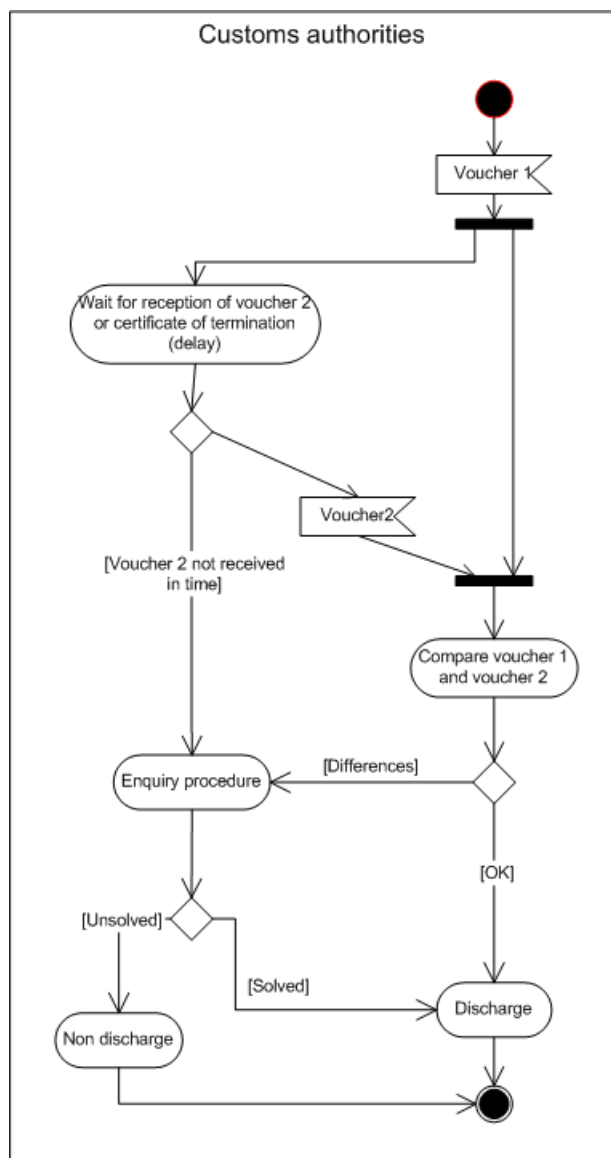 Customs authorities
Voucher 1
Wait for reception of voucher 2
or certificate of termination
(delay)
Voucher2
[Voucher 2 not received
in time]
Compare voucher 1
and voucher 2
[Differences]
Enquiry procedure
[OK]
[Unsolved]
[Solved]
Discharge
Non discharge